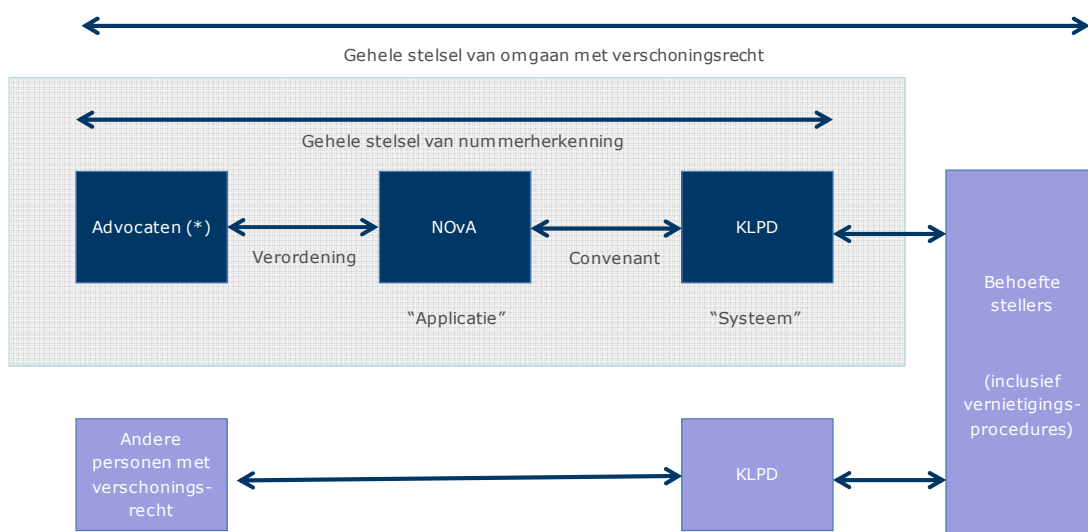 Gehele stelsel van omgaan met verschoningsrecht
Gehele stelsel van nummerherkenning
Advocaten (*)
Verordening
NOvA
Convenant
KLPD
"Applicatie"
"Systeem"
Behoefte
stellers
(inclusief
vernietigings-
procedures)
Andere
personen met
verschonings-
recht
KLPD